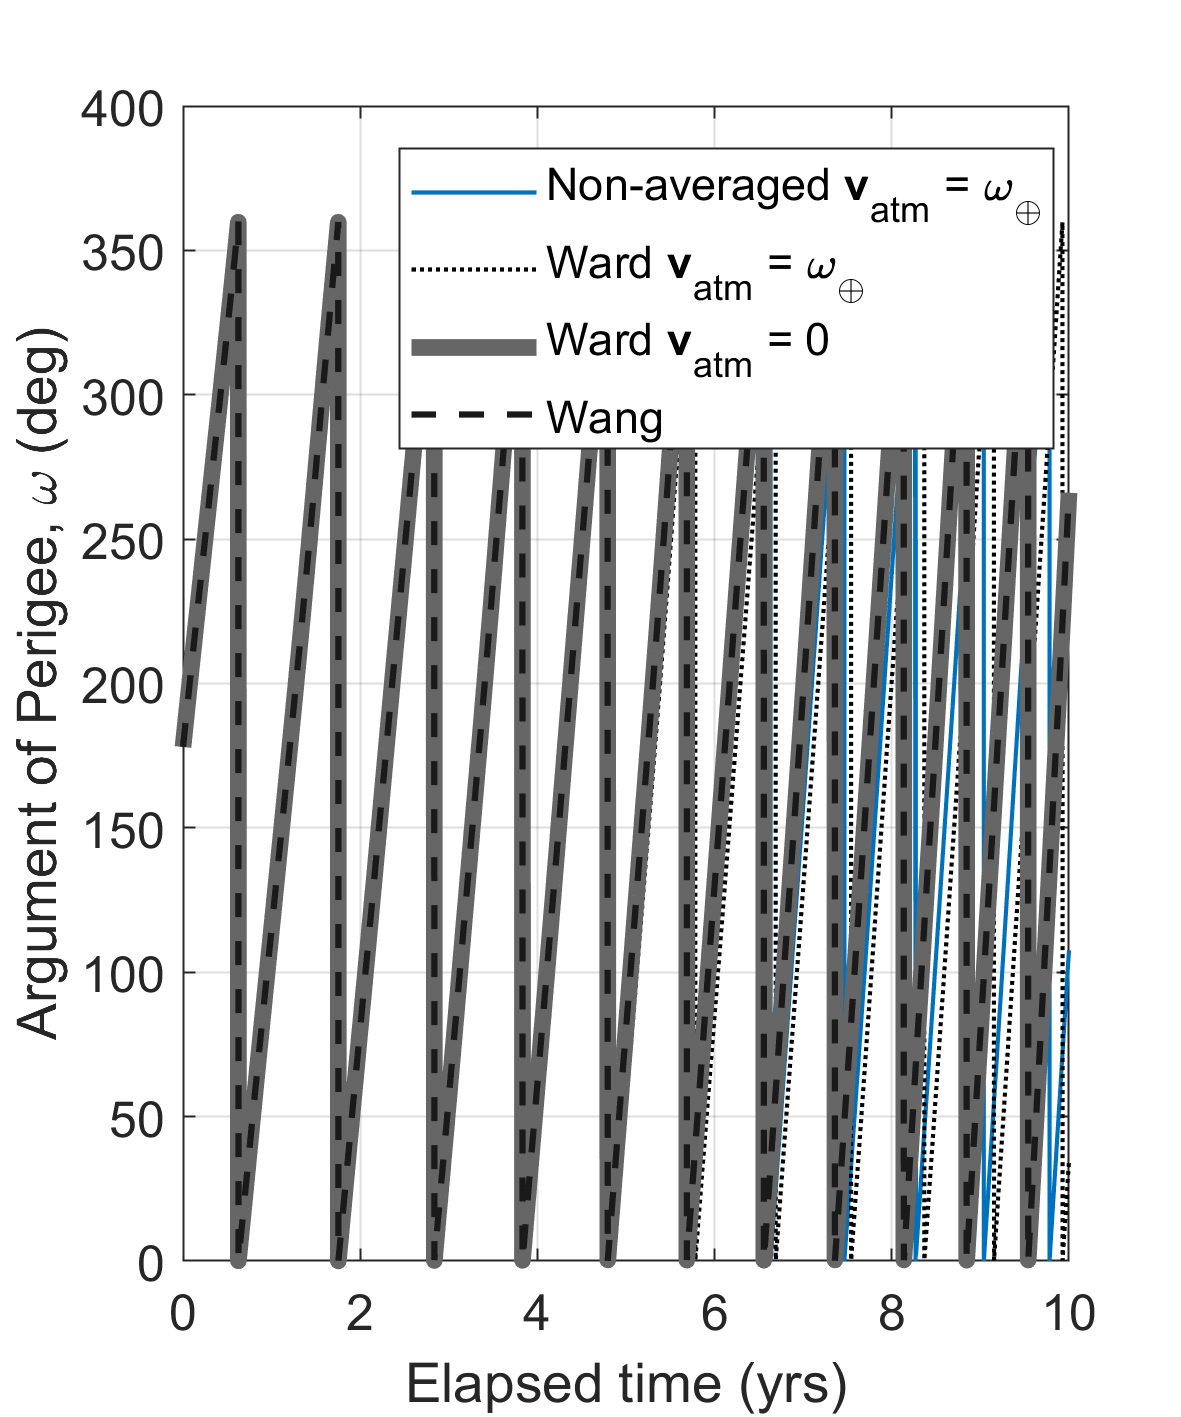 400
350
300
250
200
150
100
50
0
Argument of Perigee, ω (deg)
Non-averaged v_atm = ω_⊕
Ward v_atm = ω_⊕
Ward v_atm = 0
Wang
0 2 4 6 8 10
Elapsed time (yrs)